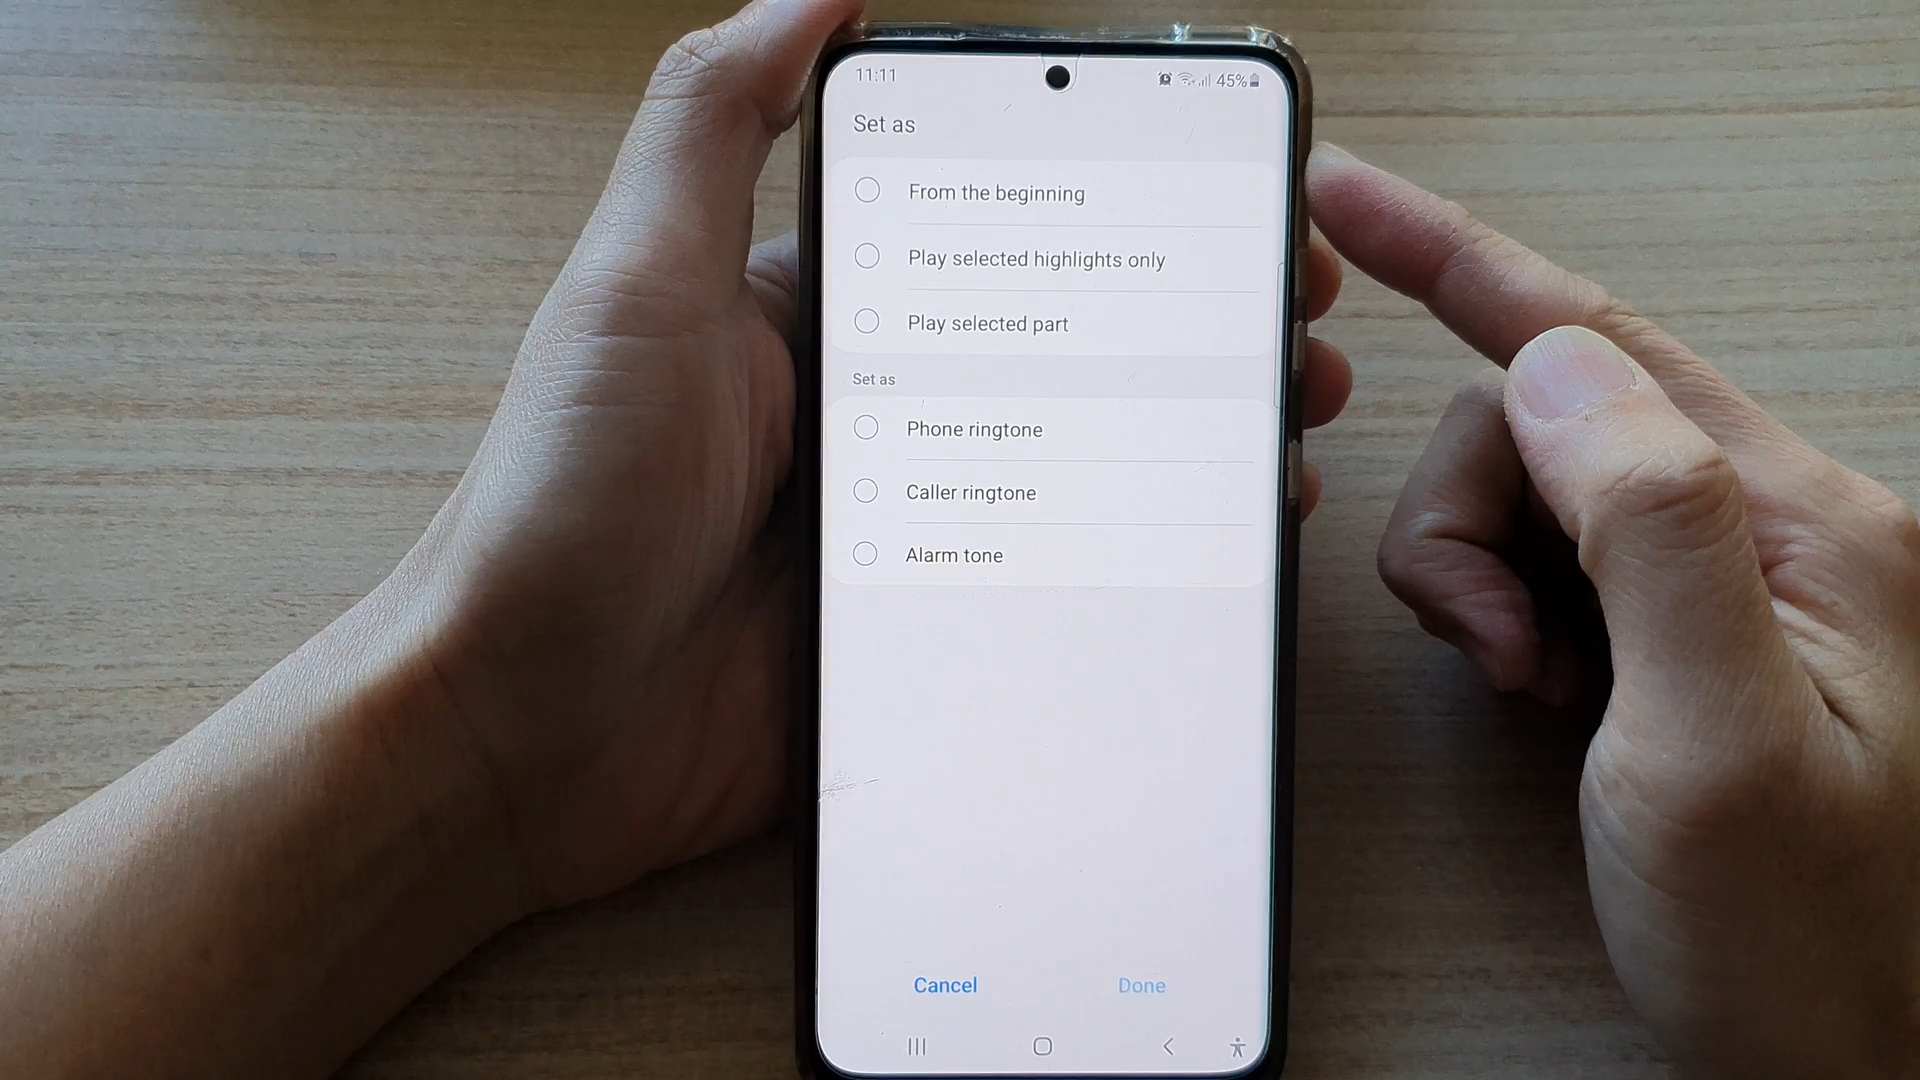 11:11 45%
Set as
From the beginning
Play selected highlights only
Play selected part
Set as
Phone ringtone
Caller ringtone
Alarm tone
Cancel Done